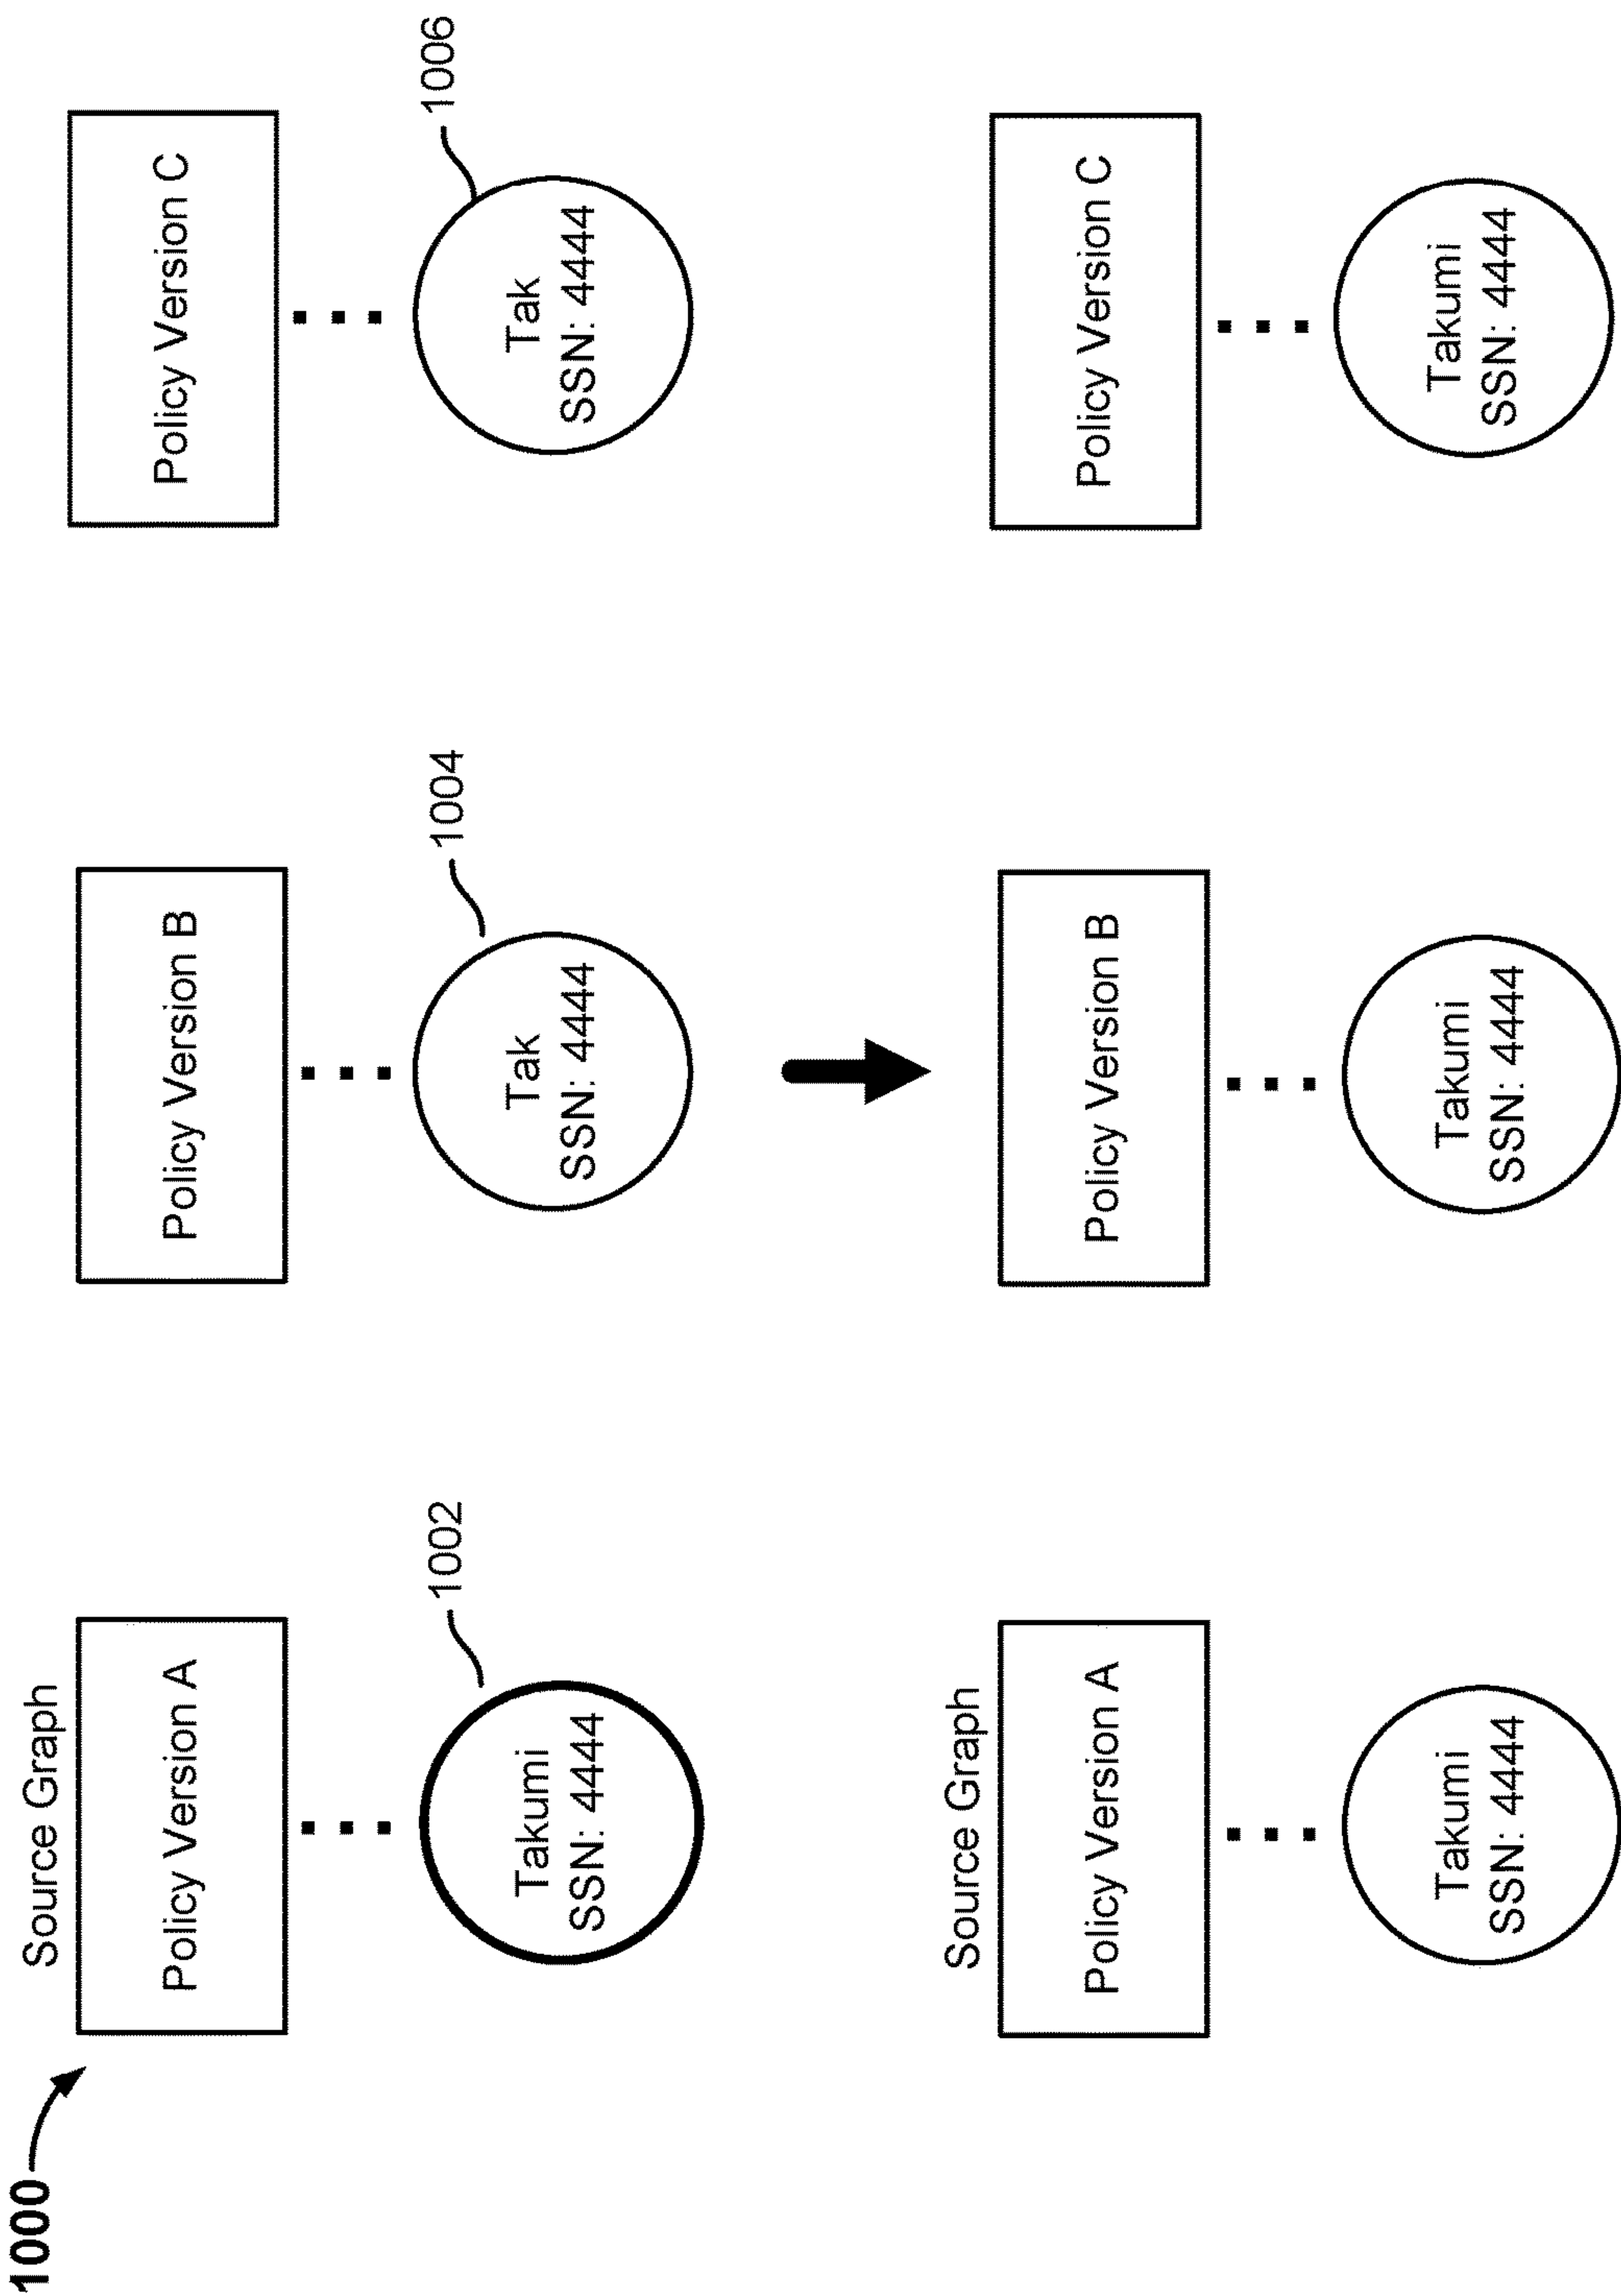 1000
Source Graph
Policy Version A
Policy Version B
Policy Version C
1002
1004
1006
Takumi
SSN: 4444
Tak
SSN: 4444
Tak
SSN: 4444
Source Graph
Policy Version A
Policy Version B
Policy Version C
Takumi
SSN: 4444
Takumi
SSN: 4444
Takumi
SSN: 4444